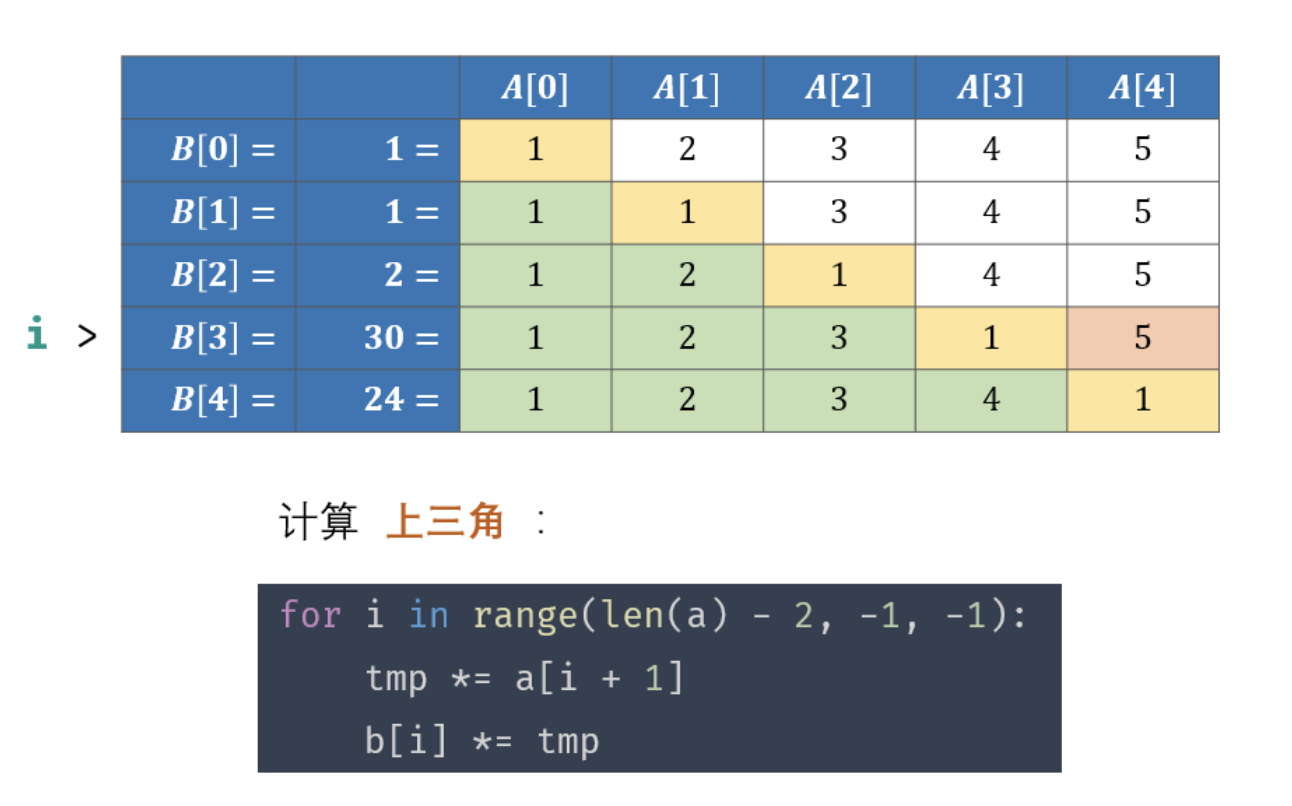 A[0] A[1] A[2] A[3] A[4]
B[0] = 1 = 1 2 3 4 5
B[1] = 1 = 1 1 3 4 5
B[2] = 2 = 1 2 1 4 5
i > B[3] = 30 = 1 2 3 1 5
B[4] = 24 = 1 2 3 4 1
计算 上三角 :
for i in range(len(a) - 2, -1, -1):
    tmp *= a[i + 1]
    b[i] *= tmp